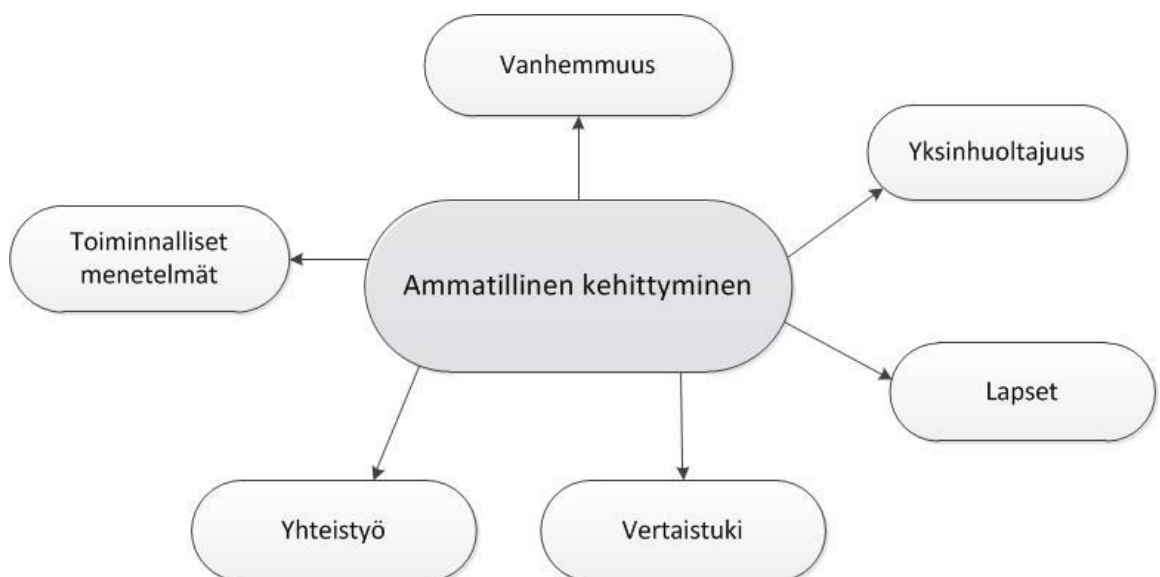 Vanhemmuus
Yksinhuoltajuus
Toiminnalliset
menetelmät
Ammatillinen kehittyminen
Lapset
Yhteistyö
Vertaistuki